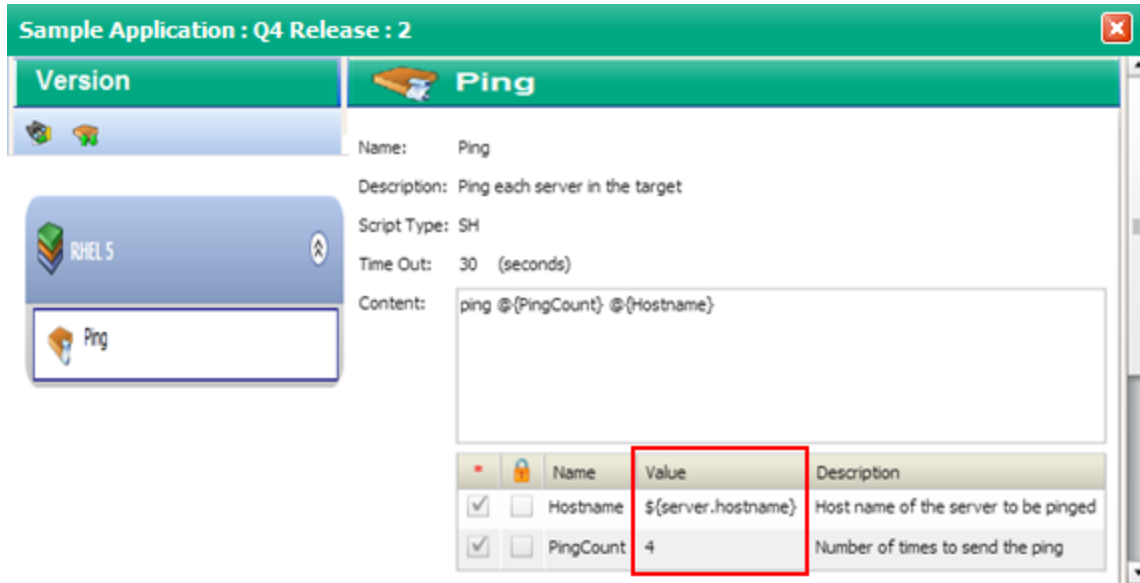 Sample Application : Q4 Release : 2
Version
Ping
Name: Ping
Description: Ping each server in the target
Script Type: SH
Time Out: 30 (seconds)
Content: ping @{PingCount} @{Hostname}
RHEL 5
Ping
* Name Value Description
Hostname ${server.hostname} Host name of the server to be pinged
PingCount 4 Number of times to send the ping